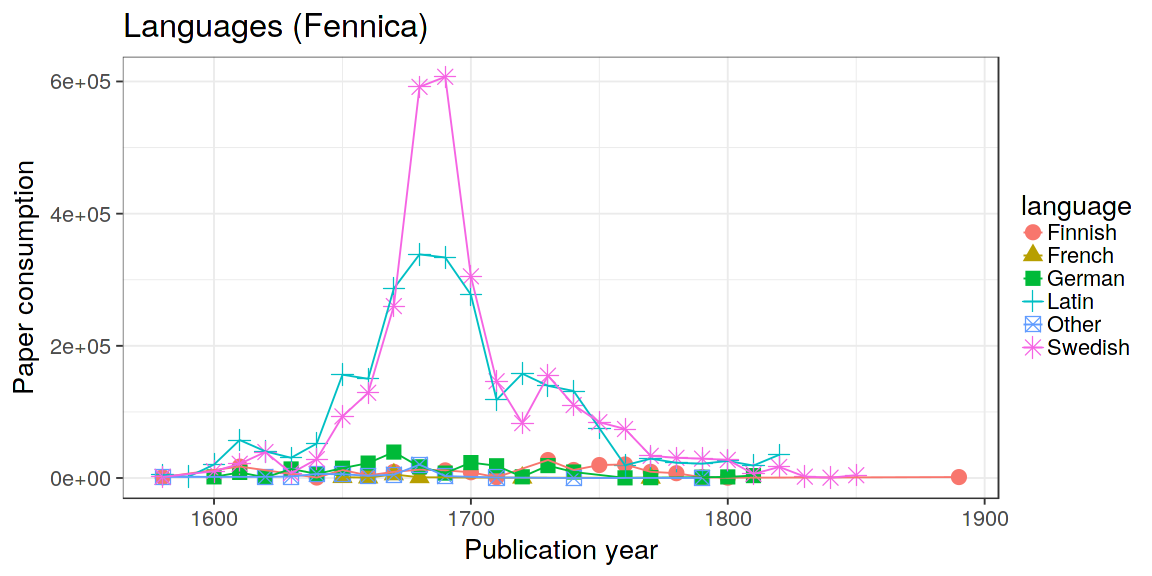 Languages (Fennica)
6e+05
4e+05
2e+05
0e+00
Paper consumption
1600
1700
1800
1900
Publication year
language
Finnish
French
German
Latin
Other
Swedish